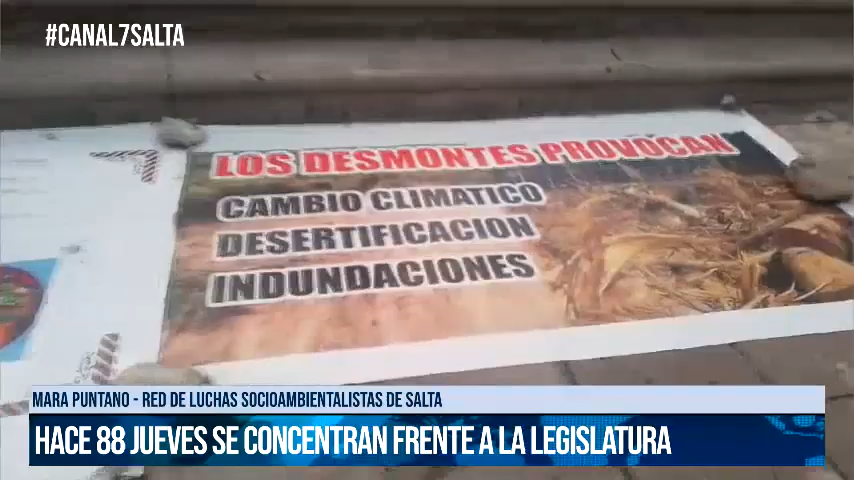 #CANAL7SALTA
LOS DESMONTES PROVOCAN
CAMBIO CLIMATICO
DESERTIFICACION
INDUNDACIONES
MARA PUNTANO - RED DE LUCHAS SOCIOAMBIENTALISTAS DE SALTA
HACE 88 JUEVES SE CONCENTRAN FRENTE A LA LEGISLATURA